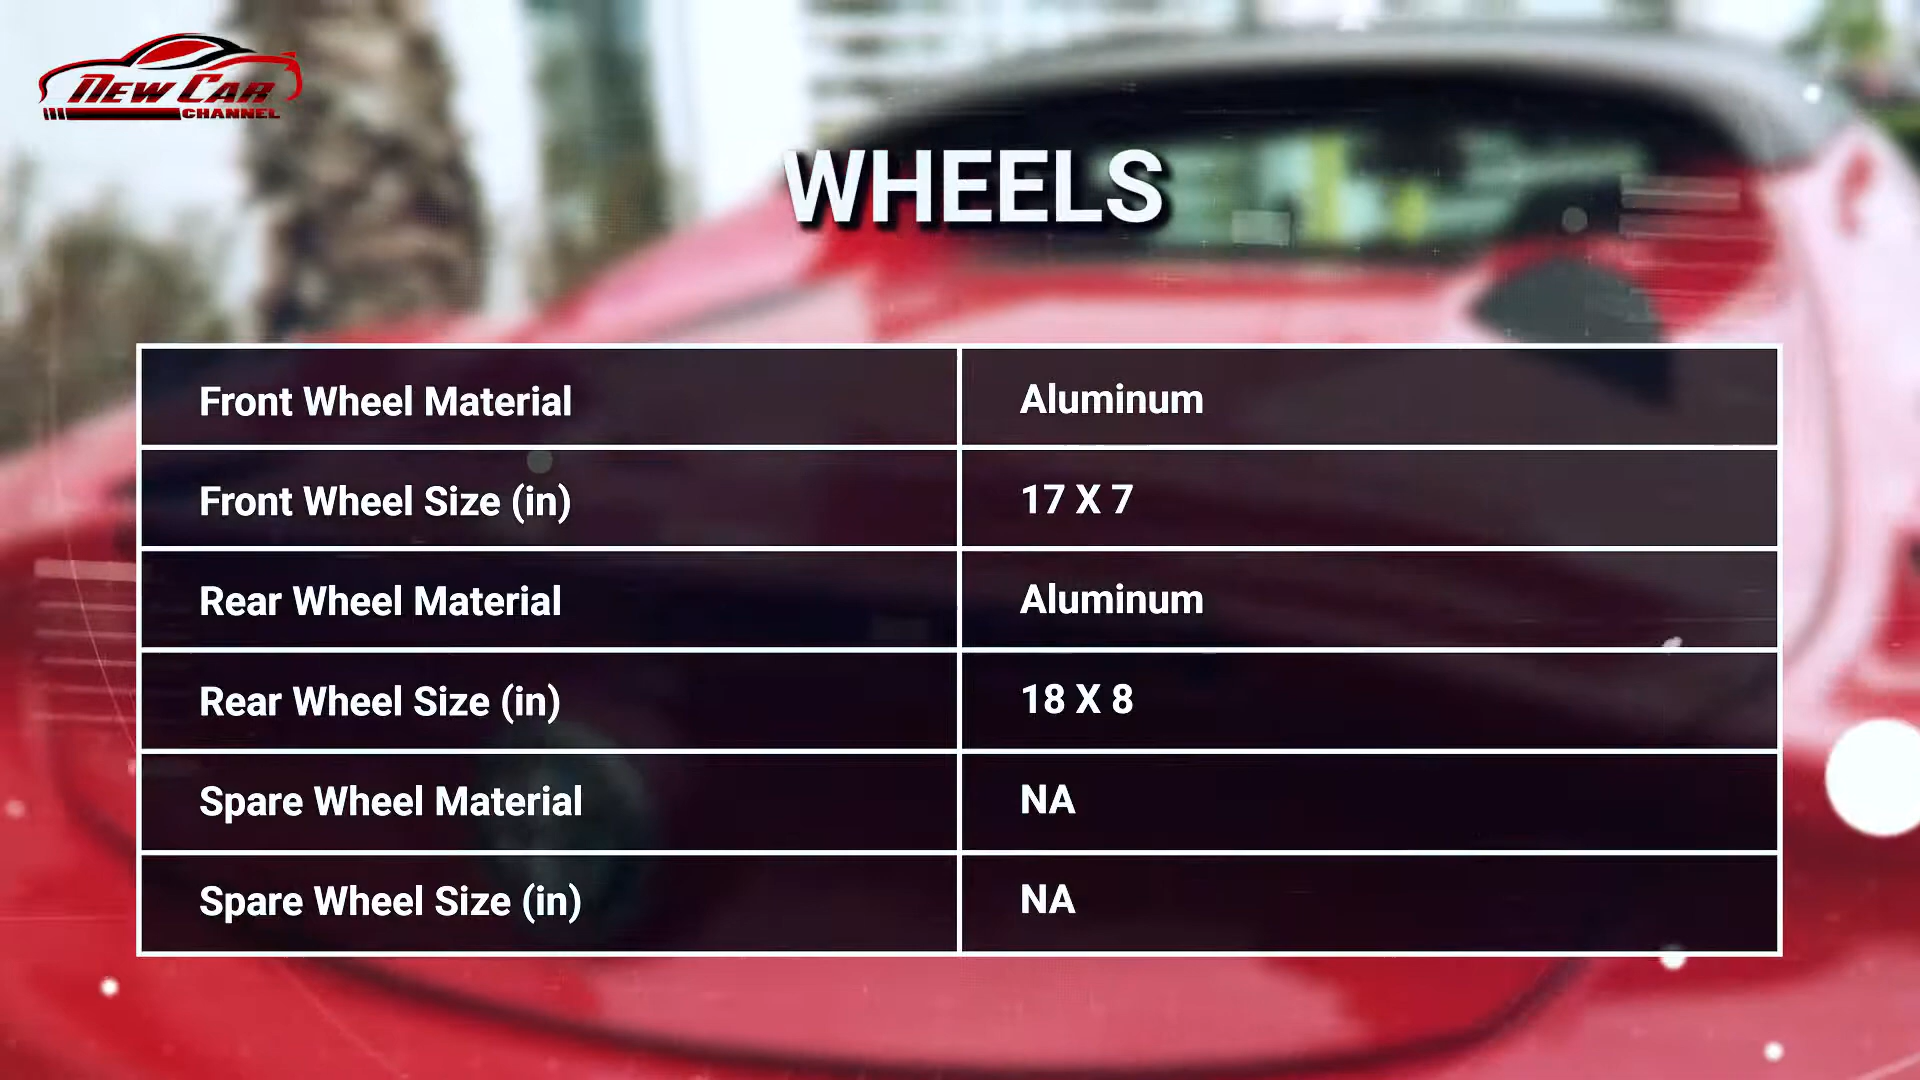 NEW CAR
CHANNEL
WHEELS
Front Wheel Material Aluminum
Front Wheel Size (in) 17 X 7
Rear Wheel Material Aluminum
Rear Wheel Size (in) 18 X 8
Spare Wheel Material NA
Spare Wheel Size (in) NA